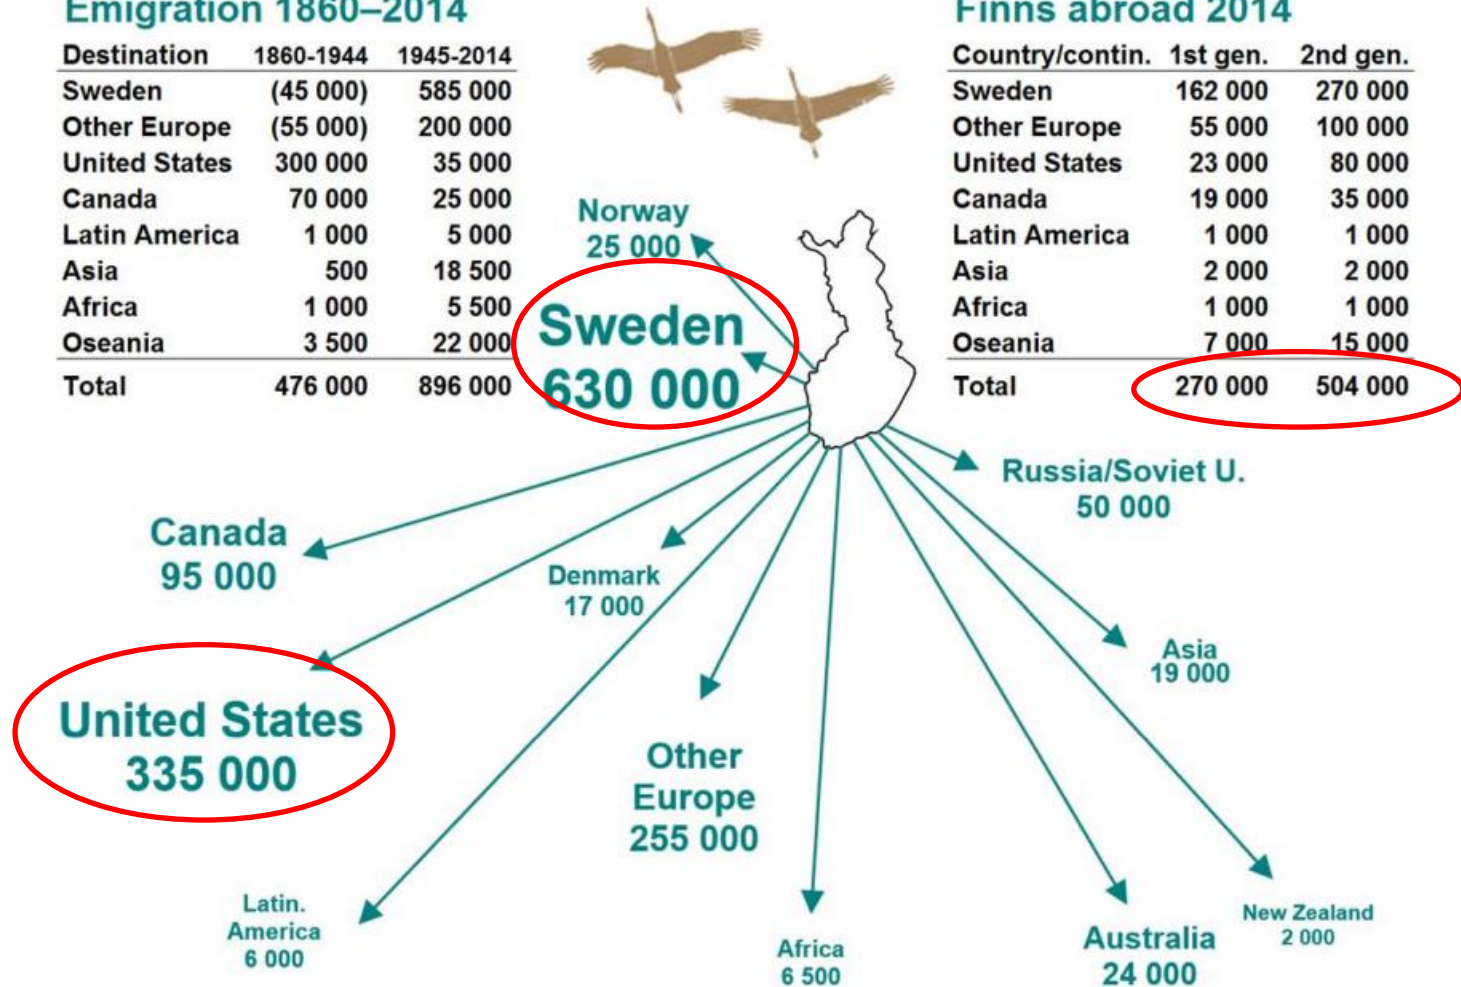 Emigration 1860–2014
Destination 1860-1944 1945-2014
Sweden (45 000) 585 000
Other Europe (55 000) 200 000
United States 300 000 35 000
Canada 70 000 25 000
Latin America 1 000 5 000
Asia 500 18 500
Africa 1 000 5 500
Oseania 3 500 22 000
Total 476 000 896 000
Finns abroad 2014
Country/contin. 1st gen. 2nd gen.
Sweden 162 000 270 000
Other Europe 55 000 100 000
United States 23 000 80 000
Canada 19 000 35 000
Latin America 1 000 1 000
Asia 2 000 2 000
Africa 1 000 1 000
Oseania 7 000 15 000
Total 270 000 504 000
Norway
25 000
Sweden
630 000
Russia/Soviet U.
50 000
Canada
95 000
Denmark
17 000
Asia
19 000
United States
335 000
Other
Europe
255 000
Latin.
America
6 000
Africa
6 500
Australia
24 000
New Zealand
2 000